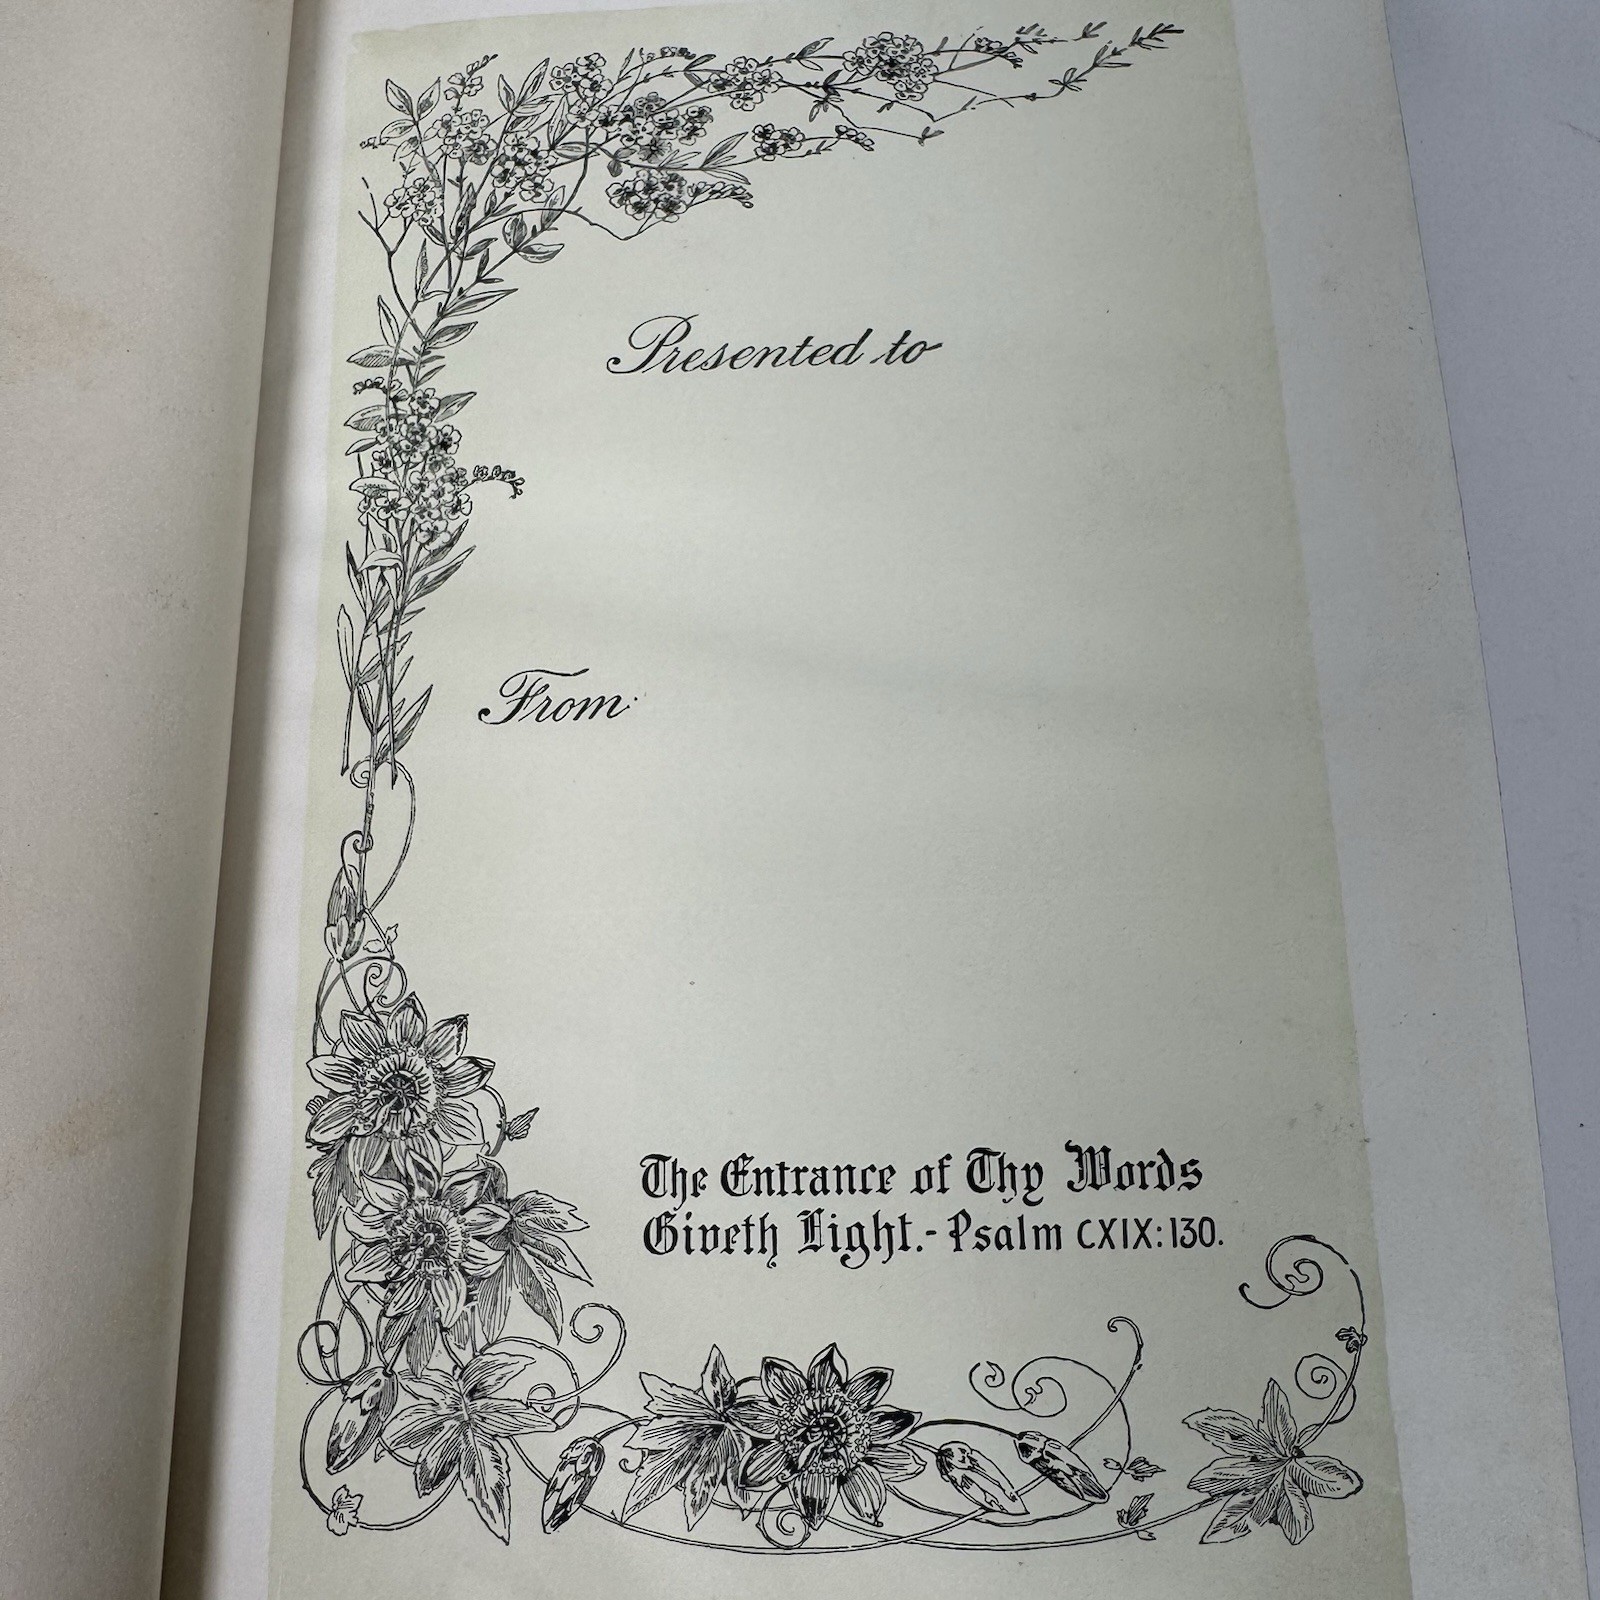 Presented to
From
The Entrance of Thy Words
Giveth Light.- Psalm CXIX:130.